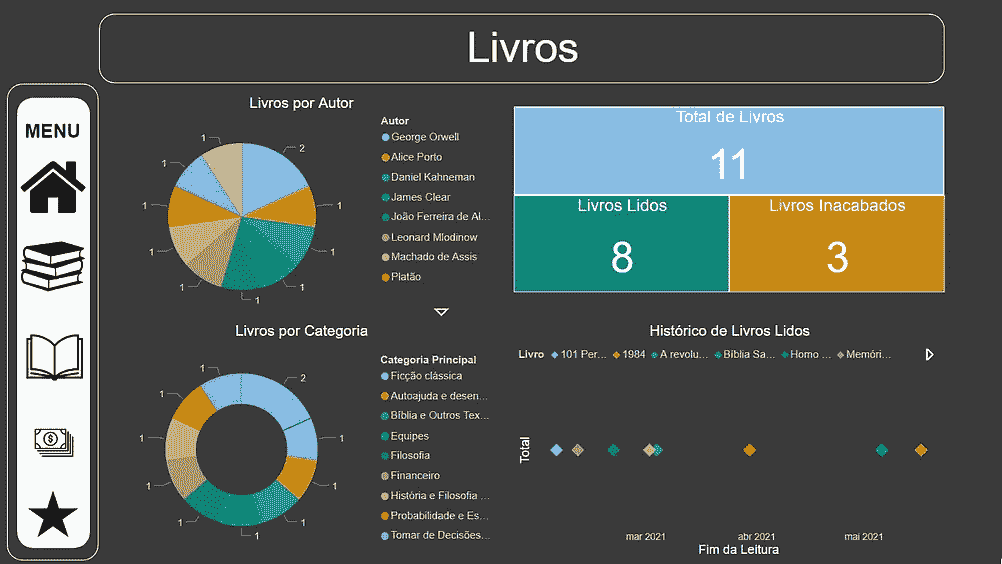 Livros
MENU
Livros por Autor
Autor
George Orwell
Alice Porto
Daniel Kahneman
James Clear
João Ferreira de Al...
Leonard Mlodinow
Machado de Assis
Platão
1
2
1
1
1
1
1
1
1
1
Total de Livros
11
Livros Lidos
8
Livros Inacabados
3
Livros por Categoria
Categoria Principal
Ficção clássica
Autoajuda e desen...
Bíblia e Outros Tex...
Equipes
Filosofia
Financeiro
História e Filosofia ...
Probabilidade e Es...
Tomar de Decisões...
1
2
1
1
1
1
1
1
1
1
Histórico de Livros Lidos
Livro 101 Per... 1984 A revolu... Bíblia Sa... Homo ... Memóri...
Total
mar 2021 abr 2021 mai 2021
Fim da Leitura